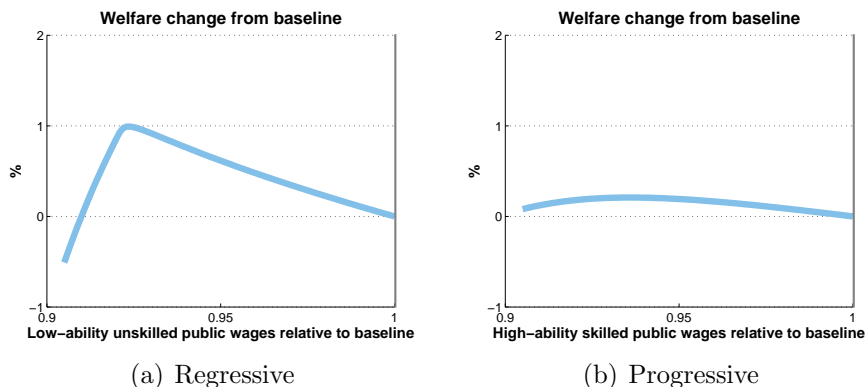 Welfare change from baseline
2
1
%
0
−1
0.9
0.95
1
Low−ability unskilled public wages relative to baseline
(a) Regressive
Welfare change from baseline
2
1
%
0
−1
0.9
0.95
1
High−ability skilled public wages relative to baseline
(b) Progressive